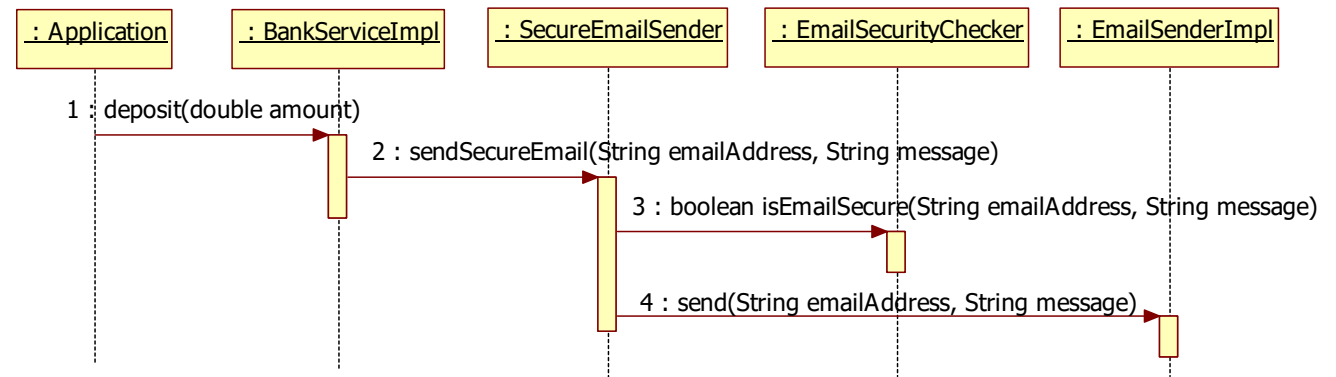 : Application
: BankServiceImpl
: SecureEmailSender
: EmailSecurityChecker
: EmailSenderImpl
1 : deposit(double amount)
2 : sendSecureEmail(String emailAddress, String message)
3 : boolean isEmailSecure(String emailAddress, String message)
4 : send(String emailAddress, String message)